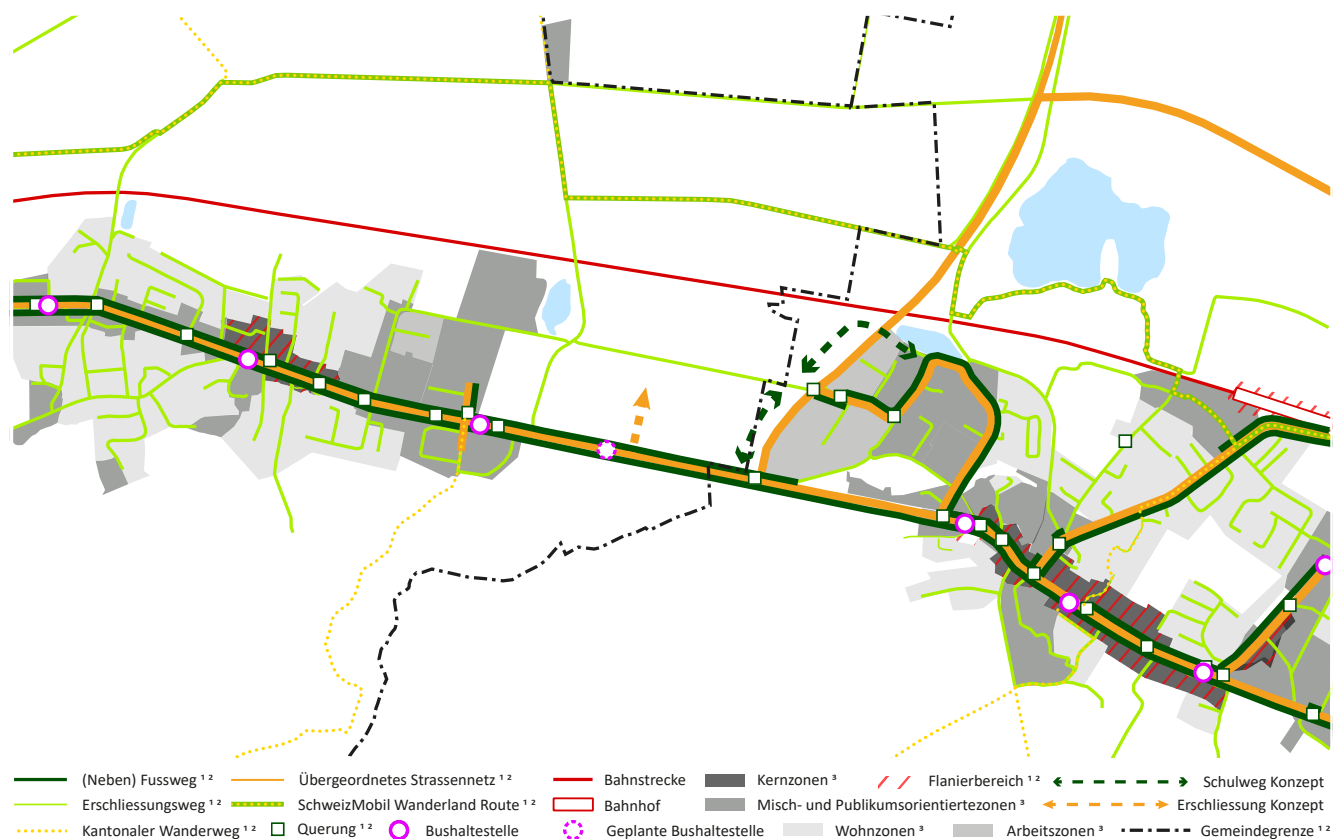 (Neben) Fussweg ¹ ² Übergeordnetes Strassennetz ¹ ² Bahnstrecke Kernzonen ³ Flanierbereich ¹ ² Schulweg Konzept
Erschliessungsweg ¹ ² SchweizMobil Wanderland Route ¹ ² Bahnhof Misch- und Publikumsorientiertezonen ³ Erschliessung Konzept
Kantonaler Wanderweg ¹ ² Querung ¹ ² Bushaltestelle Geplante Bushaltestelle Wohnzonen ³ Arbeitszonen ³ Gemeindegrenze ¹ ²